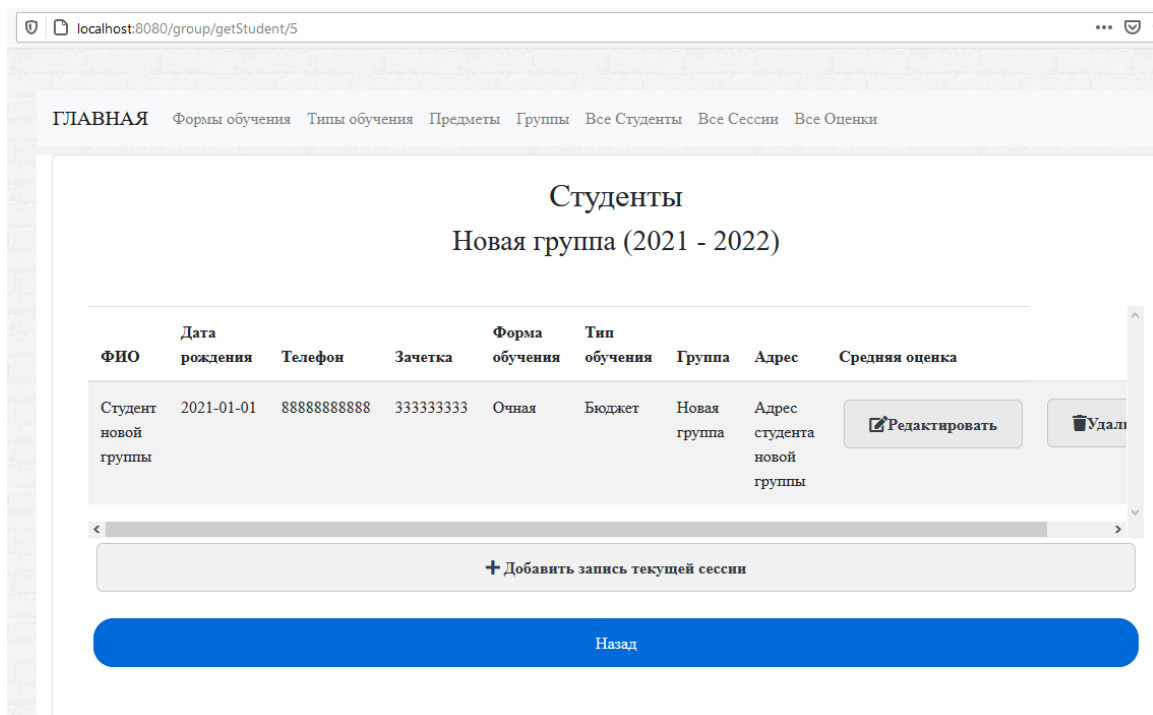 localhost:8080/group/getStudent/5
ГЛАВНАЯ Формы обучения Типы обучения Предметы Группы Все Студенты Все Сессии Все Оценки
Студенты
Новая группа (2021 - 2022)
ФИО Дата рождения Телефон Зачетка Форма обучения Тип обучения Группа Адрес Средняя оценка
Студент новой группы 2021-01-01 88888888888 333333333 Очная Бюджет Новая группа Адрес студента новой группы Редактировать Удали
Добавить запись текущей сессии
Назад